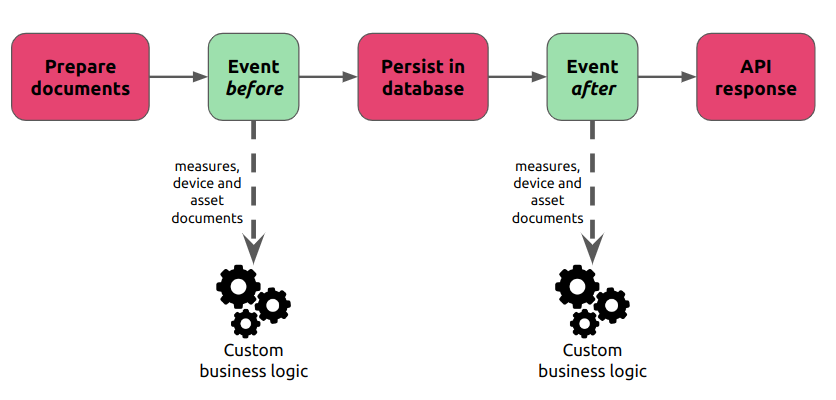 Prepare
documents
Event
before
Persist in
database
Event
after
API
response
measures,
device and
asset
documents
measures,
device and
asset
documents
Custom
business logic
Custom
business logic